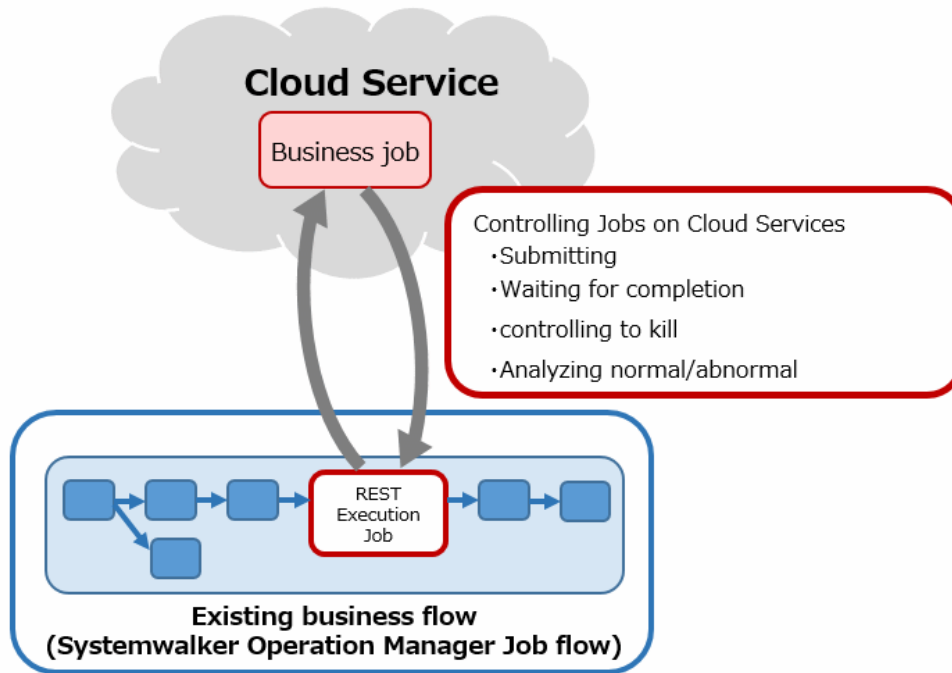 Cloud Service
Business job
Controlling Jobs on Cloud Services
・Submitting
・Waiting for completion
・controlling to kill
・Analyzing normal/abnormal
REST
Execution
Job
Existing business flow
(Systemwalker Operation Manager Job flow)